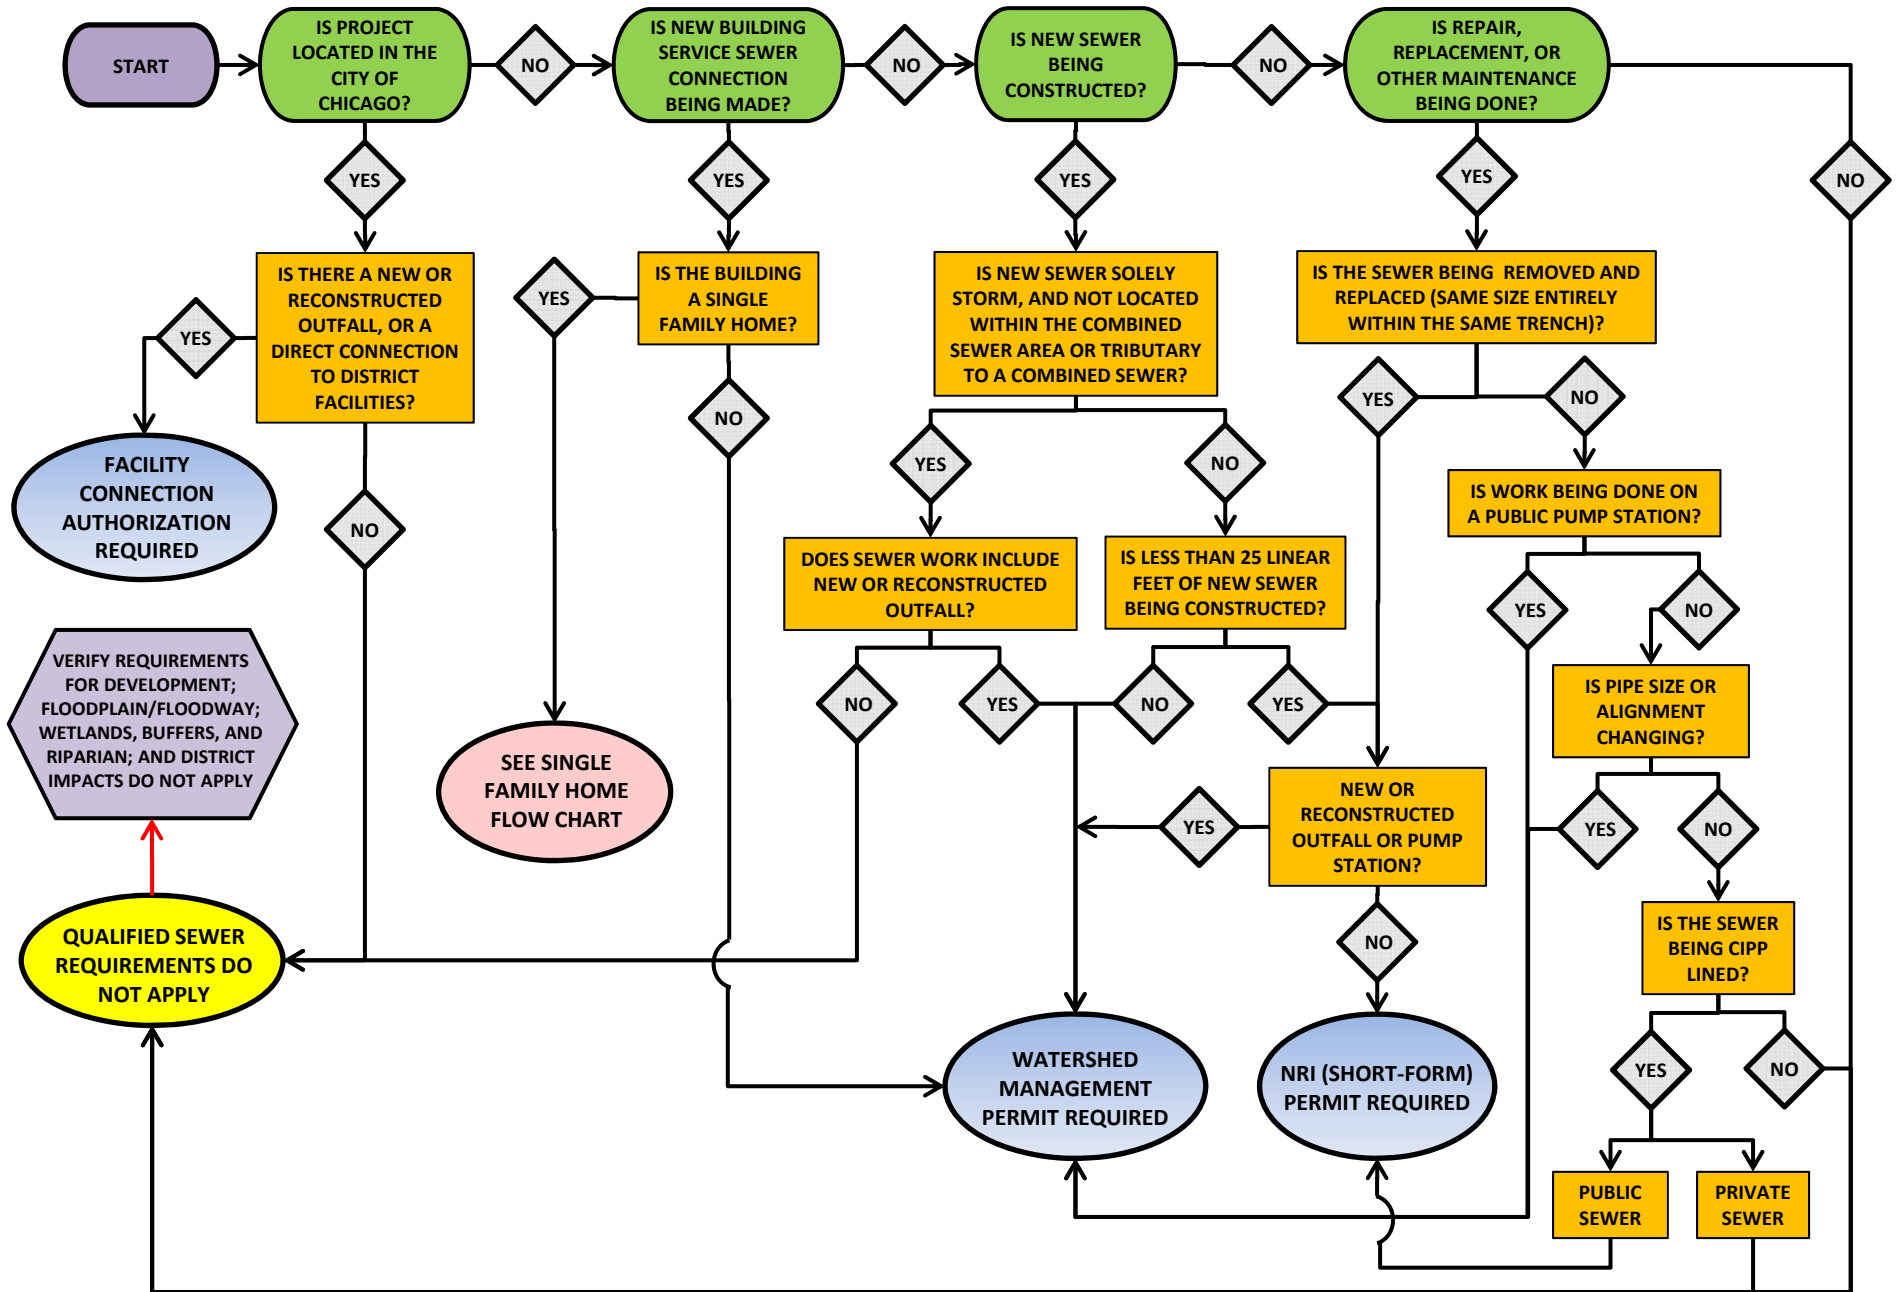 START
IS PROJECT
LOCATED IN THE
CITY OF
CHICAGO?
NO
IS NEW BUILDING
SERVICE SEWER
CONNECTION
BEING MADE?
NO
IS NEW SEWER
BEING
CONSTRUCTED?
NO
IS REPAIR,
REPLACEMENT, OR
OTHER MAINTENANCE
BEING DONE?
YES
YES
YES
YES
NO
IS THERE A NEW OR
RECONSTRUCTED
OUTFALL, OR A
DIRECT CONNECTION
TO DISTRICT
FACILITIES?
YES
YES
IS THE BUILDING
A SINGLE
FAMILY HOME?
IS NEW SEWER SOLELY
STORM, AND NOT LOCATED
WITHIN THE COMBINED
SEWER AREA OR TRIBUTARY
TO A COMBINED SEWER?
IS THE SEWER BEING  REMOVED AND
REPLACED (SAME SIZE ENTIRELY
WITHIN THE SAME TRENCH)?
NO
YES
NO
FACILITY
CONNECTION
AUTHORIZATION
REQUIRED
NO
YES
NO
IS WORK BEING DONE ON
A PUBLIC PUMP STATION?
DOES SEWER WORK INCLUDE
NEW OR RECONSTRUCTED
OUTFALL?
IS LESS THAN 25 LINEAR
FEET OF NEW SEWER
BEING CONSTRUCTED?
YES
NO
VERIFY REQUIREMENTS
FOR DEVELOPMENT;
FLOODPLAIN/FLOODWAY;
WETLANDS, BUFFERS, AND
RIPARIAN; AND DISTRICT
IMPACTS DO NOT APPLY
NO
YES
NO
YES
IS PIPE SIZE OR
ALIGNMENT
CHANGING?
SEE SINGLE
FAMILY HOME
FLOW CHART
YES
NEW OR
RECONSTRUCTED
OUTFALL OR PUMP
STATION?
YES
NO
QUALIFIED SEWER
REQUIREMENTS DO
NOT APPLY
NO
IS THE SEWER
BEING CIPP
LINED?
WATERSHED
MANAGEMENT
PERMIT REQUIRED
NRI (SHORT-FORM)
PERMIT REQUIRED
YES
NO
PUBLIC
SEWER
PRIVATE
SEWER